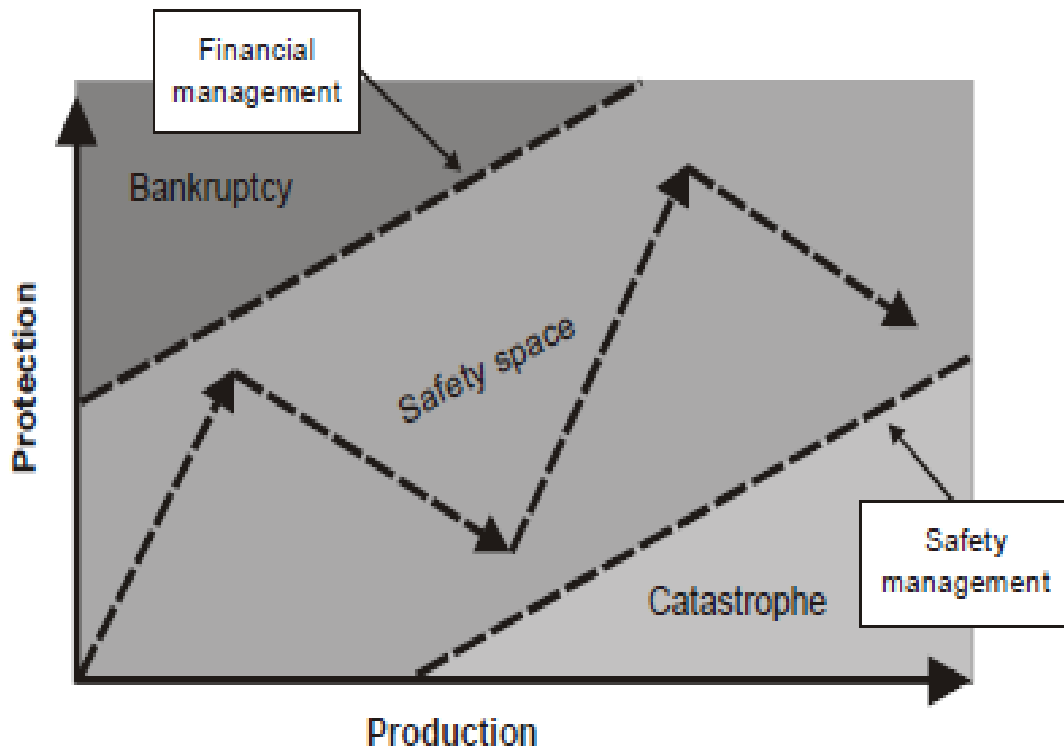 Financial
management
Bankruptcy
Protection
Safety space
Safety
management
Catastrophe
Production